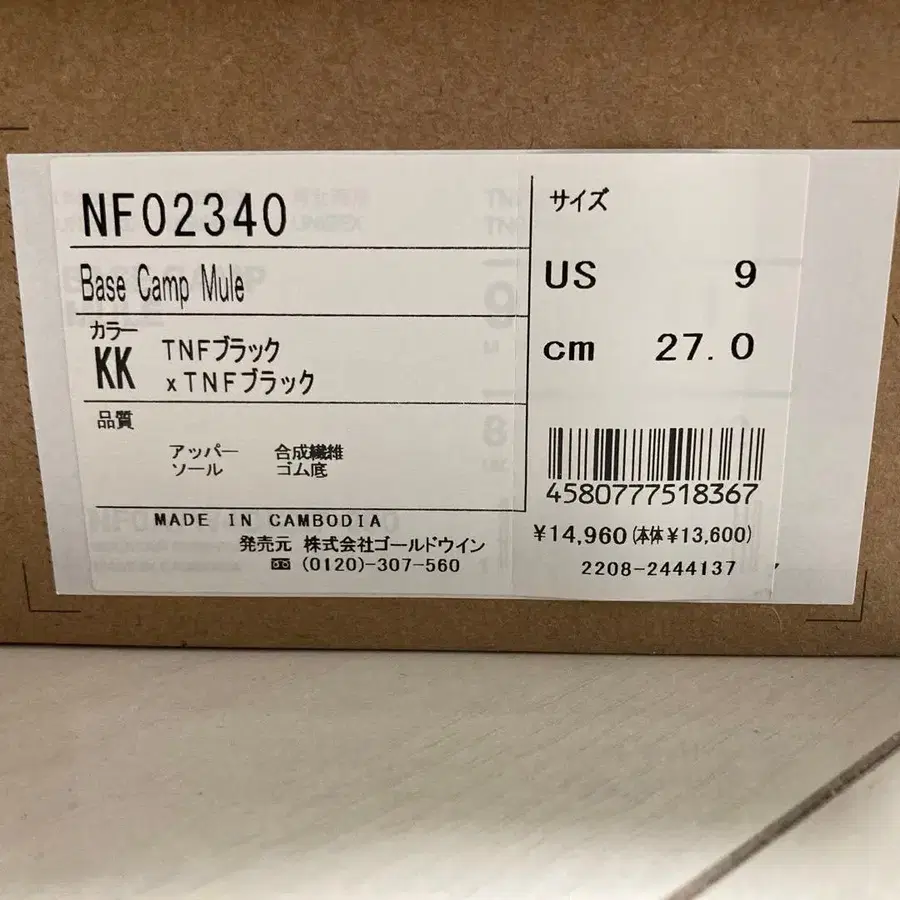 NF02340
Base Camp Mule
カラー
KK TNFブラック
xTNFブラック
品質
アッパー 合成繊維
ソール ゴム底
MADE IN CAMBODIA
発売元 株式会社ゴールドウイン
(0120)-307-560
サイズ
US 9
cm 27.0
4580777518367
¥14,960(本体¥13,600)
2208-2444137